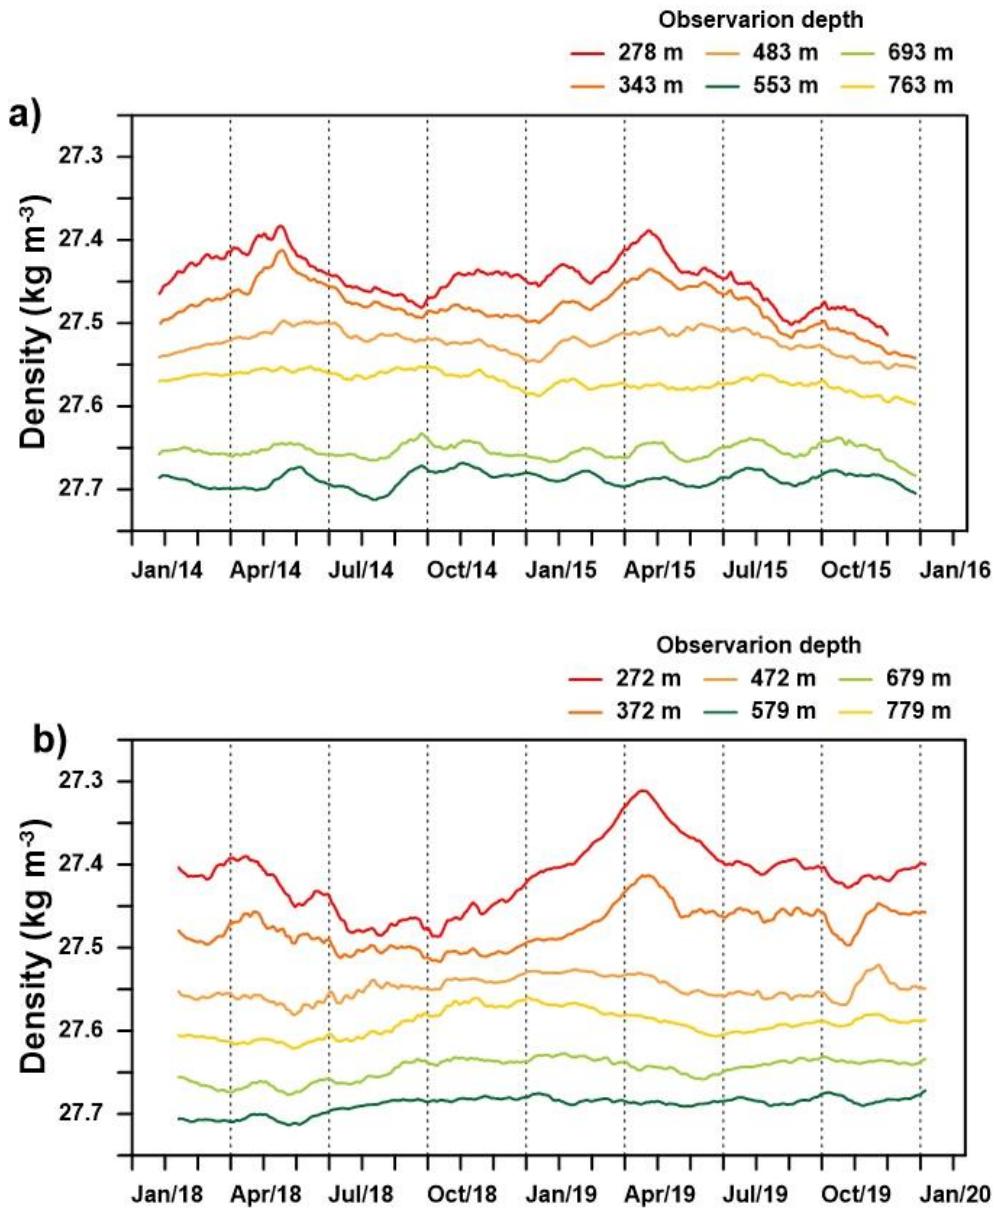 Observarion depth
278 m 483 m 693 m
343 m 553 m 763 m
a)
Density (kg m-3)
27.3
27.4
27.5
27.6
27.7
Jan/14 Apr/14 Jul/14 Oct/14 Jan/15 Apr/15 Jul/15 Oct/15 Jan/16
Observarion depth
272 m 472 m 679 m
372 m 579 m 779 m
b)
Density (kg m-3)
27.3
27.4
27.5
27.6
27.7
Jan/18 Apr/18 Jul/18 Oct/18 Jan/19 Apr/19 Jul/19 Oct/19 Jan/20